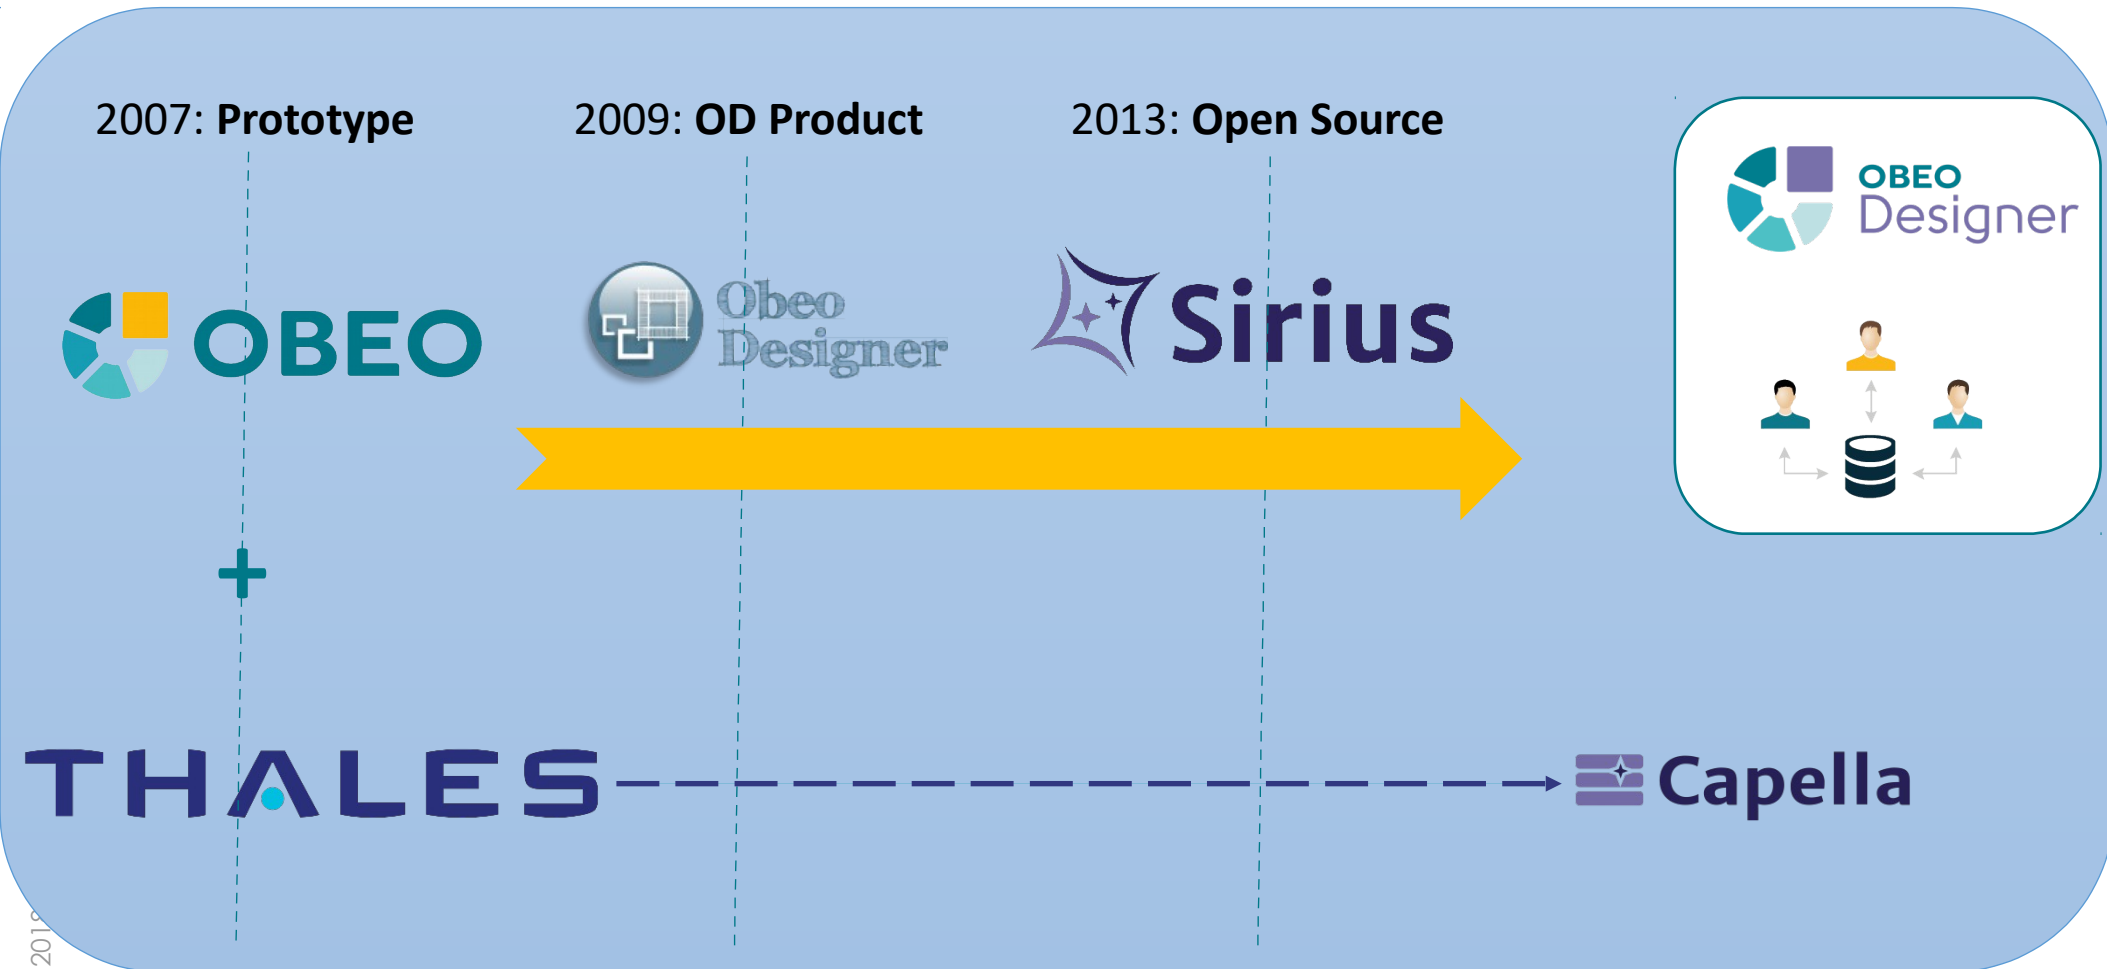 2007: Prototype
2009: OD Product
2013: Open Source
OBEO
Designer
OBEO
Obeo
Designer
Sirius
THALES
Capella